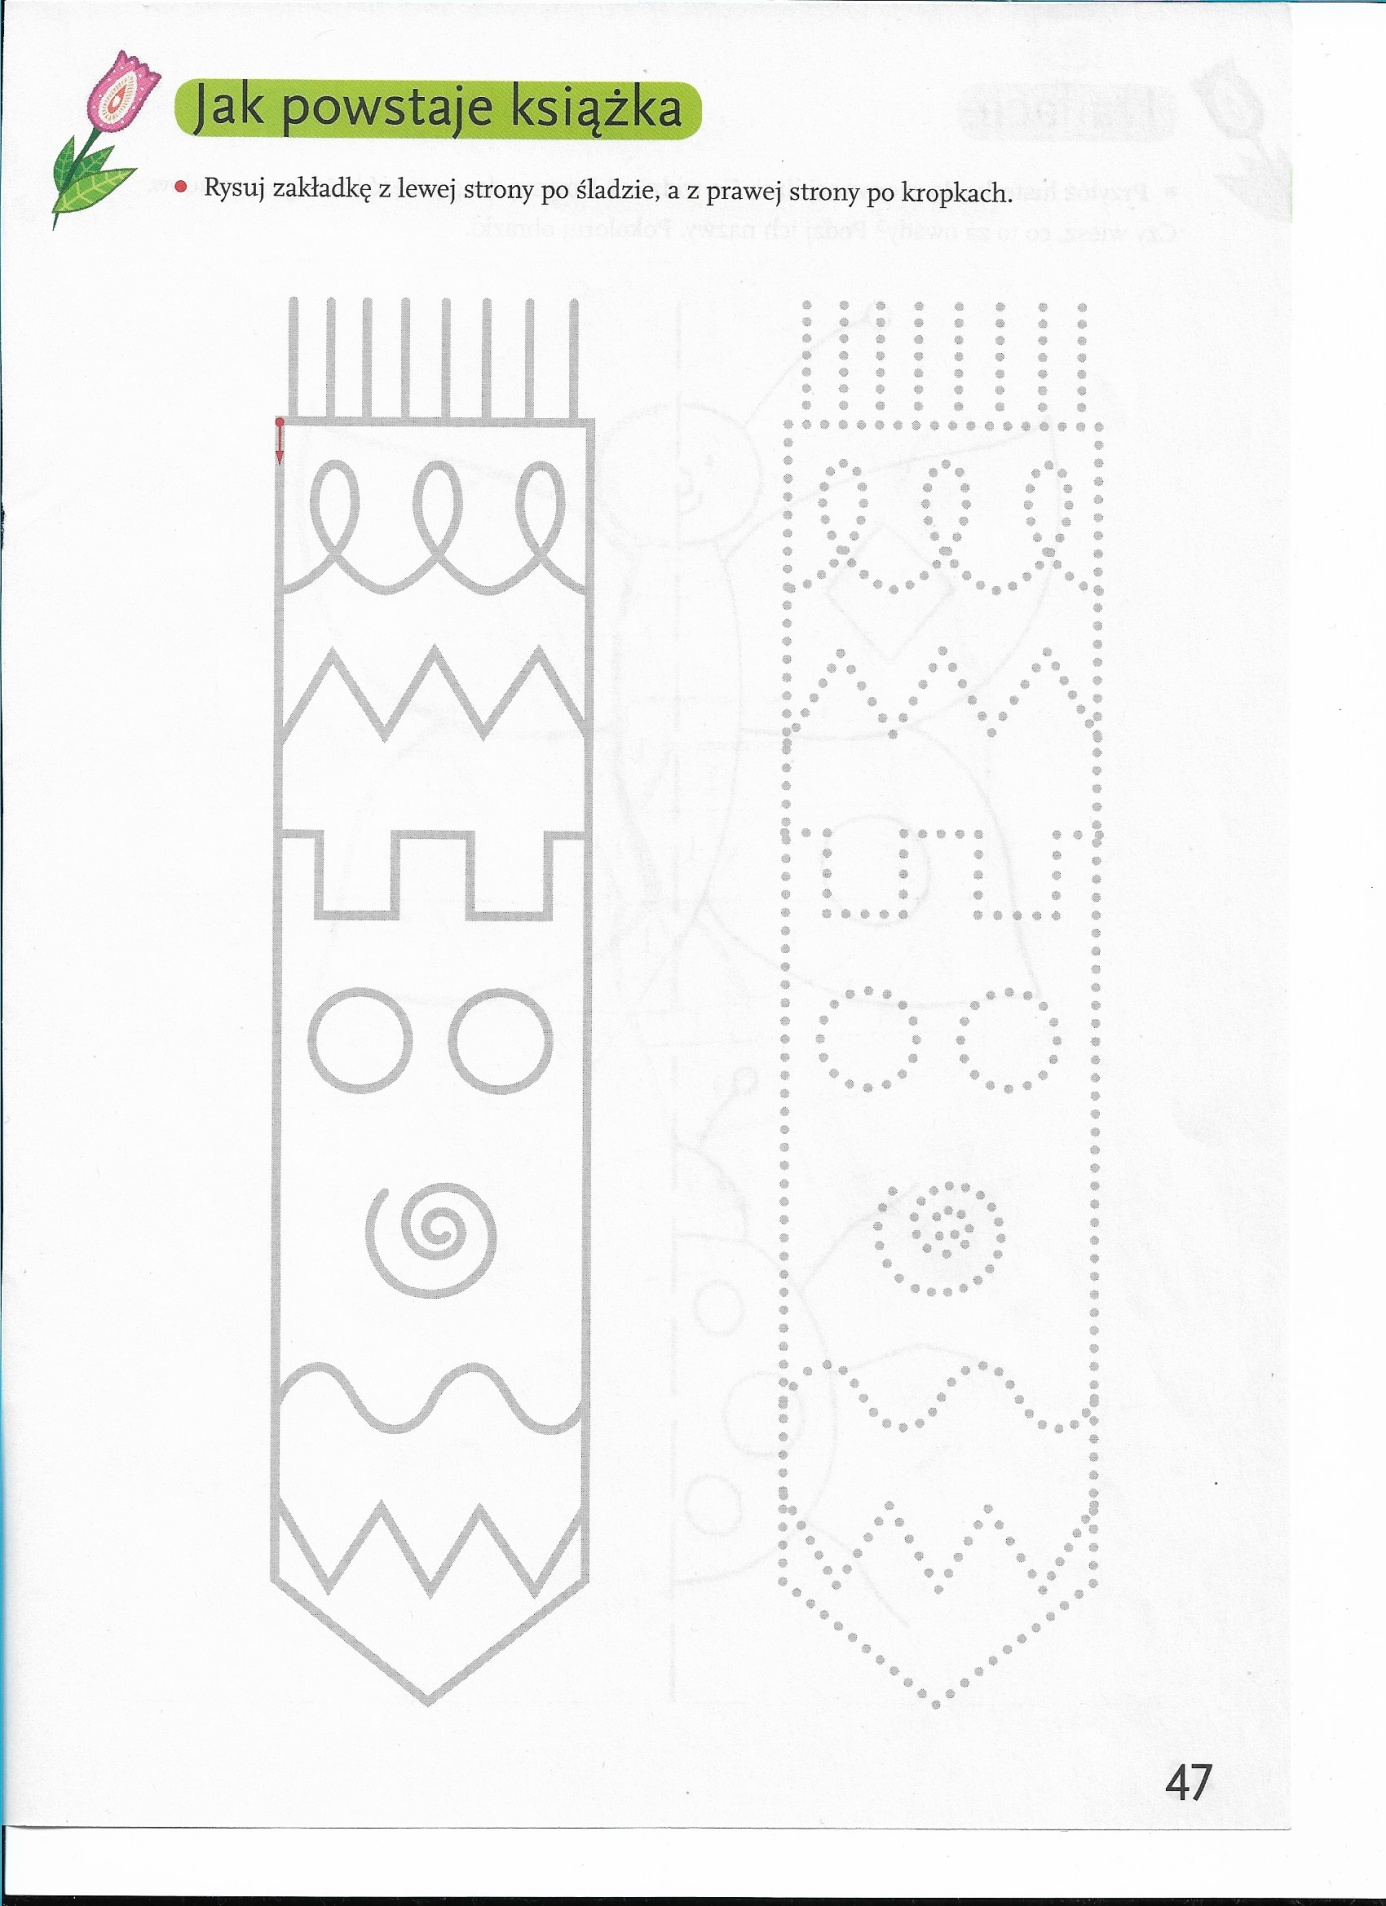 Jak powstaje książka
Rysuj zakładkę z lewej strony po śladzie, a z prawej strony po kropkach.
47